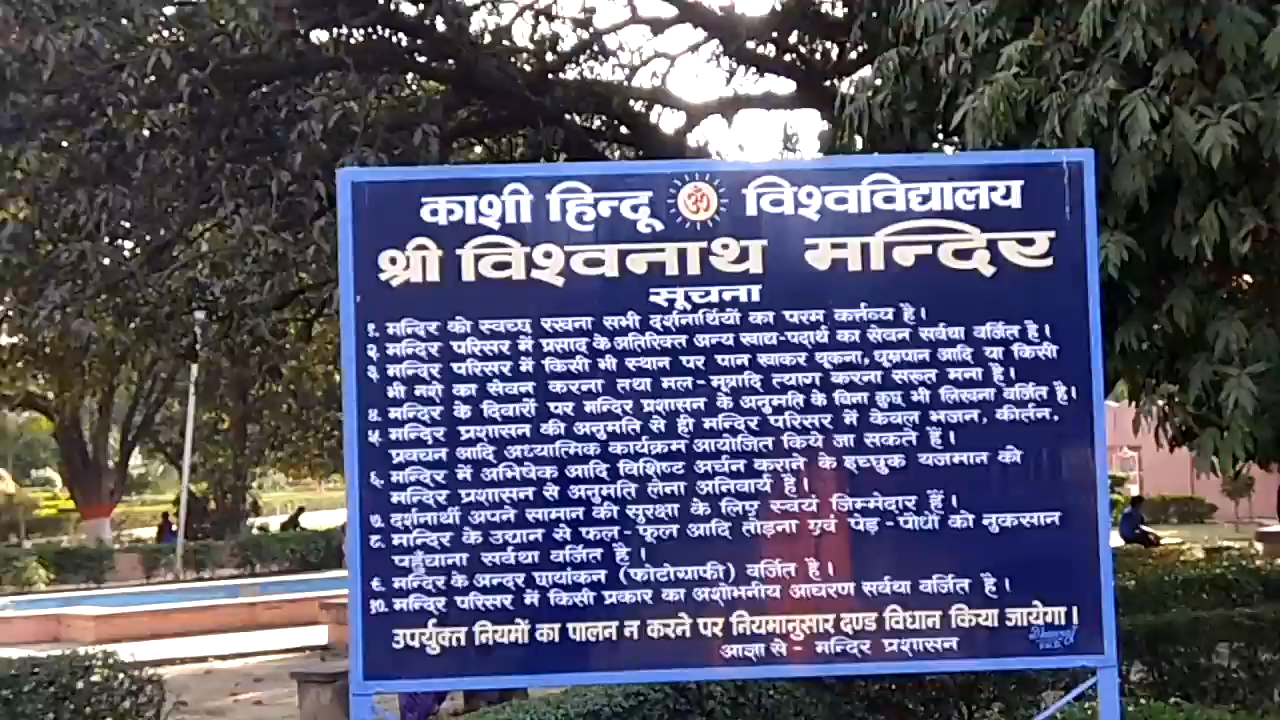 काशी हिन्दू ॐ विश्वविद्यालय
श्री विश्वनाथ मन्दिर
सूचना
१. मन्दिर को स्वच्छ रखना सभी दर्शनार्थियों का परम कर्त्तव्य है।
२. मन्दिर परिसर में प्रसाद के अतिरिक्त अन्य खाद्य-पदार्थ का सेवन सर्वथा वर्जित है।
३. मन्दिर परिसर में किसी भी स्थान पर पान खाकर थूकना, धूम्रपान आदि या किसी
भी नशे का सेवन करना तथा मल-मूत्रादि त्याग करना सख्त मना है।
४. मन्दिर के दिवारों पर मन्दिर प्रशासन के अनुमति के बिना कुछ भी लिखना वर्जित है।
५. मन्दिर प्रशासन की अनुमति से ही मन्दिर परिसर में केवल भजन, कीर्तन,
प्रवचन आदि अध्यात्मिक कार्यक्रम आयोजित किये जा सकते हैं।
६. मन्दिर में अभिषेक आदि विशिष्ट अर्चन कराने के इच्छुक यजमान को
मन्दिर प्रशासन से अनुमति लेना अनिवार्य है।
७. दर्शनार्थी अपने सामान की सुरक्षा के लिए स्वयं जिम्मेदार हैं।
८. मन्दिर के उद्यान से फल-फूल आदि तोड़ना एवं पेड़-पौधों को नुकसान
पहुँचाना सर्वथा वर्जित है।
९. मन्दिर के अन्दर छायांकन (फोटोग्राफी) वर्जित है।
१०. मन्दिर परिसर में किसी प्रकार का अशोभनीय आचरण सर्वथा वर्जित है।
उपर्युक्त नियमों का पालन न करने पर नियमानुसार दण्ड विधान किया जायेगा।
आज्ञा से - मन्दिर प्रशासन